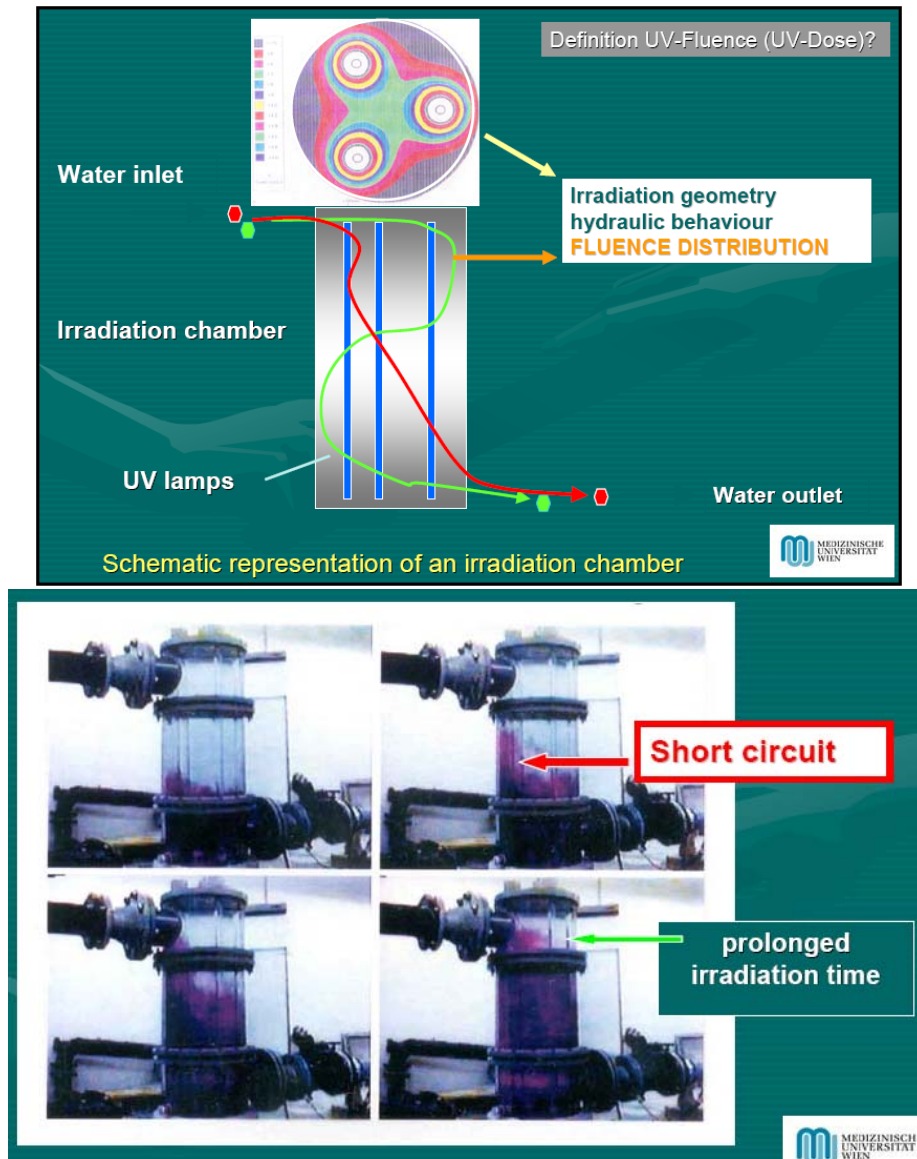 Definition UV-Fluence (UV-Dose)?
Water inlet
Irradiation geometry
hydraulic behaviour
FLUENCE DISTRIBUTION
Irradiation chamber
UV lamps
Water outlet
Schematic representation of an irradiation chamber
MEDIZINISCHE
UNIVERSITÄT
WIEN
Short circuit
prolonged
irradiation time
MEDIZINISCH
UNIVERSITÄT
WIEN